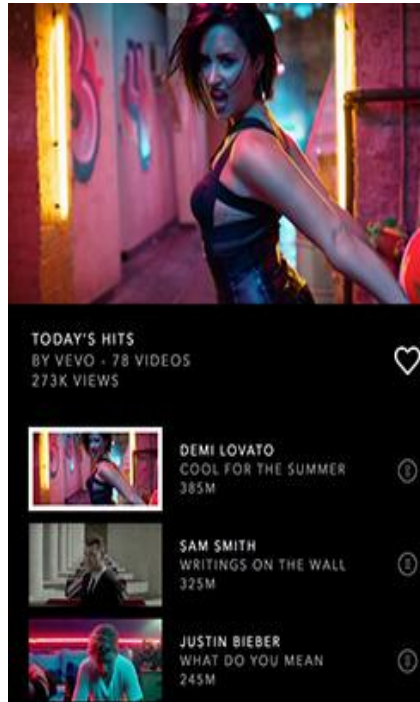 TODAY'S HITS
BY VEVO - 78 VIDEOS
273K VIEWS
DEMI LOVATO
COOL FOR THE SUMMER
385M
SAM SMITH
WRITINGS ON THE WALL
325M
JUSTIN BIEBER
WHAT DO YOU MEAN
245M